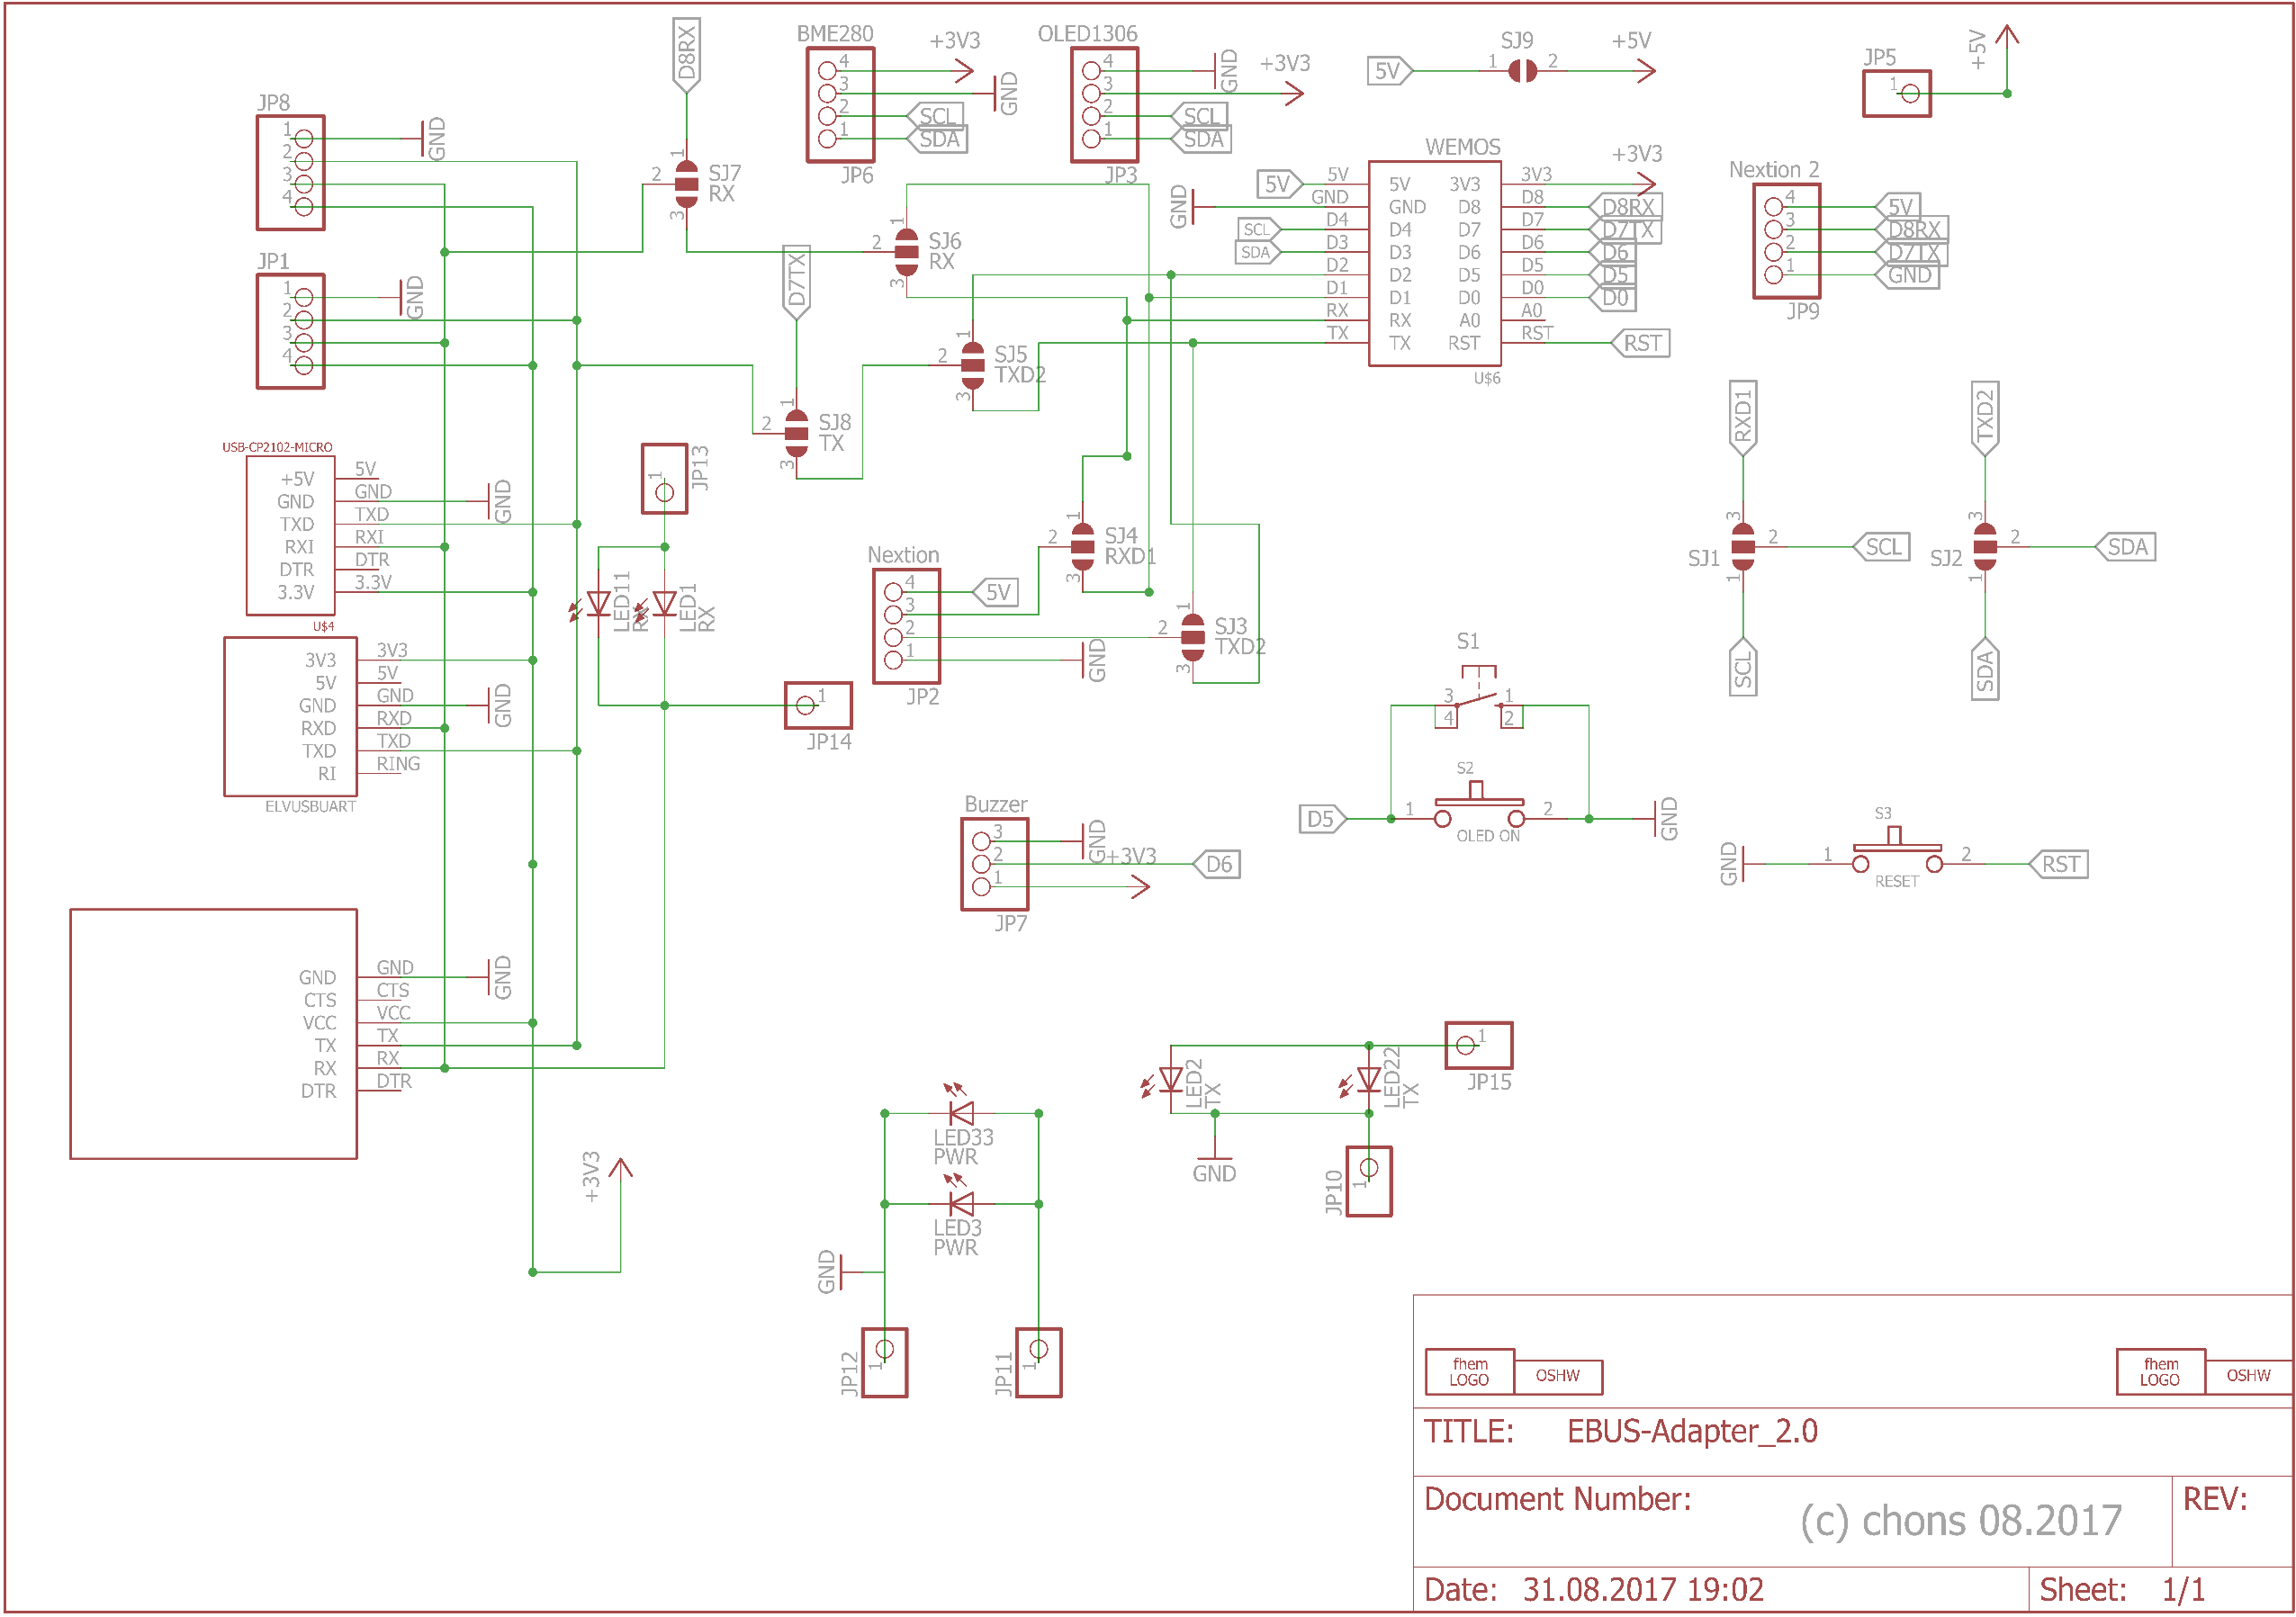 D8RX
BME280
+3V3
4
3
2
1
GND
SCL
SDA
JP6
OLED1306
4
3
2
1
GND
+3V3
SCL
SDA
JP3
5V
SJ9
1
2
+5V
JP5
1
+5V
JP8
1
2
3
4
GND
1
2
3
SJ7
RX
JP1
1
2
3
4
GND
1
2
3
SJ6
RX
D7TX
1
2
3
SJ5
TXD2
1
2
3
SJ8
TX
WEMOS
5V
GND
SCL
SDA
5V
GND
D4
D3
D2
D1
RX
TX
5V
GND
D4
D3
D2
D1
RX
TX
3V3
D8
D7
D6
D5
D0
A0
RST
3V3
D8
D7
D6
D5
D0
A0
RST
+3V3
D8RX
D7TX
D6
D5
D0
RST
U$6
Nextion 2
4
3
2
1
5V
D8RX
D7TX
GND
JP9
USB-CP2102-MICRO
+5V
GND
TXD
RXI
DTR
3.3V
5V
GND
TXD
RXI
DTR
3.3V
GND
U$4
3V3
5V
GND
RXD
TXD
RI
3V3
5V
GND
RXD
TXD
RING
GND
ELVUSBUART
JP13
1
LED11
RX
LED1
RX
1
JP14
Nextion
4
3
2
1
5V
GND
JP2
1
2
3
SJ4
RXD1
1
2
3
SJ3
TXD2
RXD1
3
2
1
SJ1
SCL
SCL
TXD2
3
2
1
SJ2
SDA
SDA
S1
3
4
1
2
S2
D5
1
2
OLED ON
GND
S3
GND
1
2
RESET
RST
Buzzer
3
2
1
GND
+3V3
D6
JP7
GND
CTS
VCC
TX
RX
DTR
GND
CTS
VCC
TX
RX
DTR
GND
+3V3
LED33
PWR
LED3
PWR
GND
JP12
1
JP11
1
LED2
TX
LED22
TX
1
JP15
GND
JP10
1
fhem
LOGO
OSHW
fhem
LOGO
OSHW
TITLE: EBUS-Adapter_2.0
Document Number:
(c) chons 08.2017
REV:
Date: 31.08.2017 19:02
Sheet: 1/1